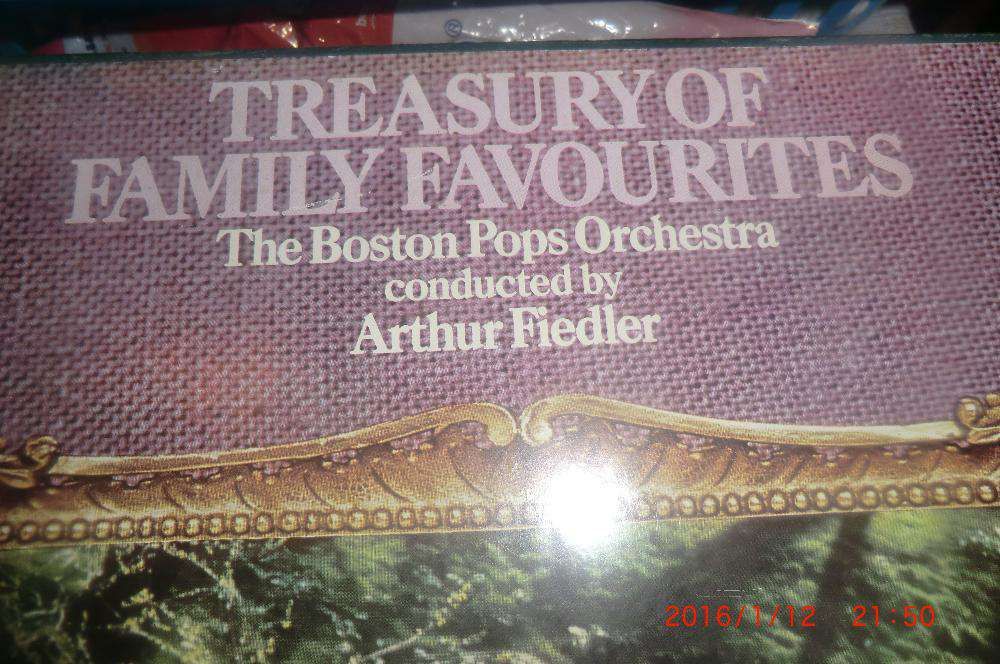 ®
TREASURY OF
FAMILY FAVOURITES
The Boston Pops Orchestra
conducted by
Arthur Fiedler
2016/1/12 21:50